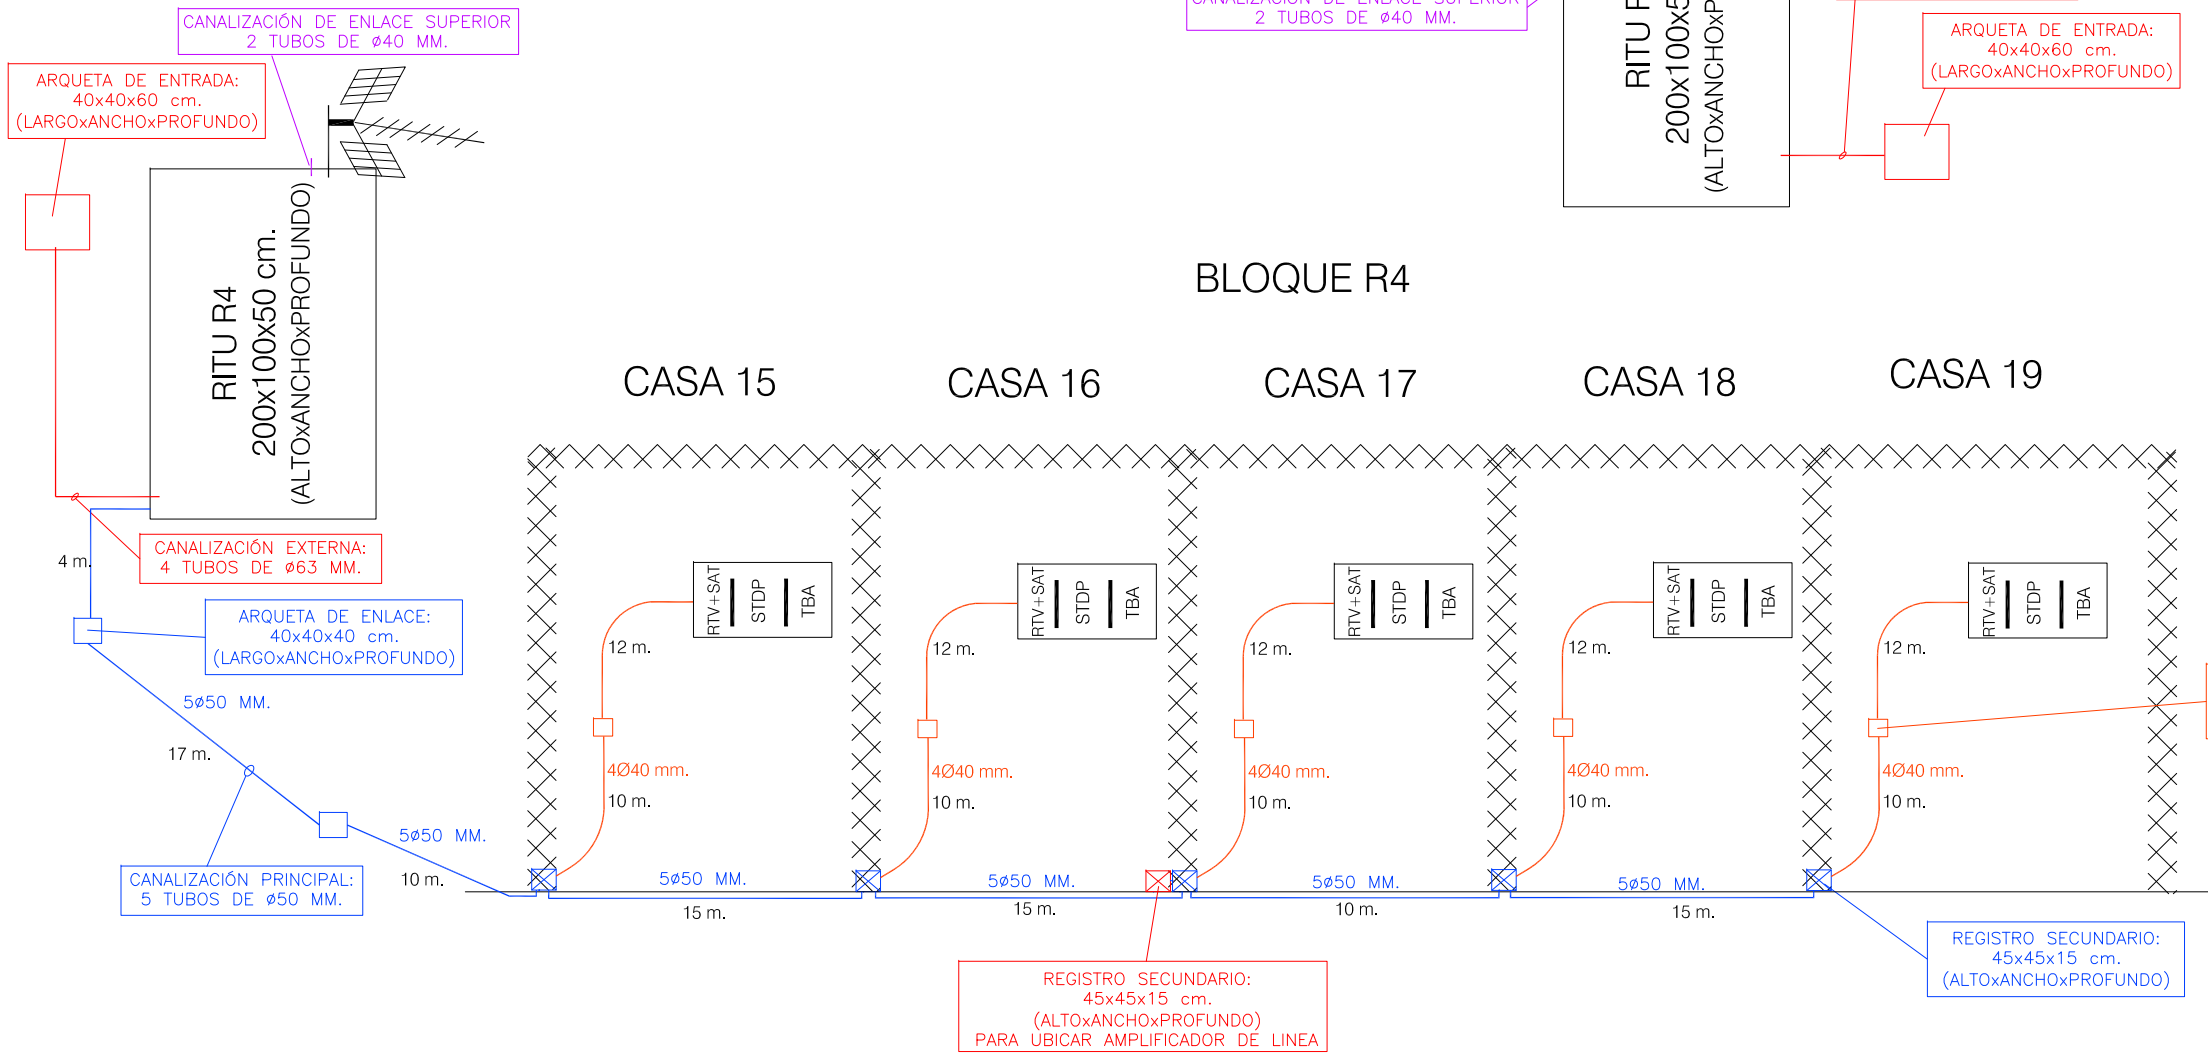 CANALIZACIÓN DE ENLACE SUPERIOR
2 TUBOS DE ø40 MM.
ARQUETA DE ENTRADA:
40x40x60 cm.
(LARGOxANCHOxPROFUNDO)
RITU R4
200x100x50 cm.
(ALTOxANCHOxPROFUNDO)
CANALIZACIÓN DE ENLACE SUPERIOR
2 TUBOS DE ø40 MM.
RITU R
200x100x5
(ALTOxANCHOxP
ARQUETA DE ENTRADA:
40x40x60 cm.
(LARGOxANCHOxPROFUNDO)
BLOQUE R4
CASA 15
CASA 16
CASA 17
CASA 18
CASA 19
4 m.
CANALIZACIÓN EXTERNA:
4 TUBOS DE ø63 MM.
ARQUETA DE ENLACE:
40x40x40 cm.
(LARGOxANCHOxPROFUNDO)
5ø50 MM.
17 m.
5ø50 MM.
10 m.
CANALIZACIÓN PRINCIPAL:
5 TUBOS DE ø50 MM.
RTV+SAT
STDP
TBA
12 m.
4Ø40 mm.
10 m.
5ø50 MM.
15 m.
RTV+SAT
STDP
TBA
12 m.
4Ø40 mm.
10 m.
5ø50 MM.
15 m.
RTV+SAT
STDP
TBA
12 m.
4Ø40 mm.
10 m.
5ø50 MM.
10 m.
RTV+SAT
STDP
TBA
12 m.
4Ø40 mm.
10 m.
5ø50 MM.
15 m.
RTV+SAT
STDP
TBA
12 m.
4Ø40 mm.
10 m.
REGISTRO SECUNDARIO:
45x45x15 cm.
(ALTOxANCHOxPROFUNDO)
PARA UBICAR AMPLIFICADOR DE LINEA
REGISTRO SECUNDARIO:
45x45x15 cm.
(ALTOxANCHOxPROFUNDO)